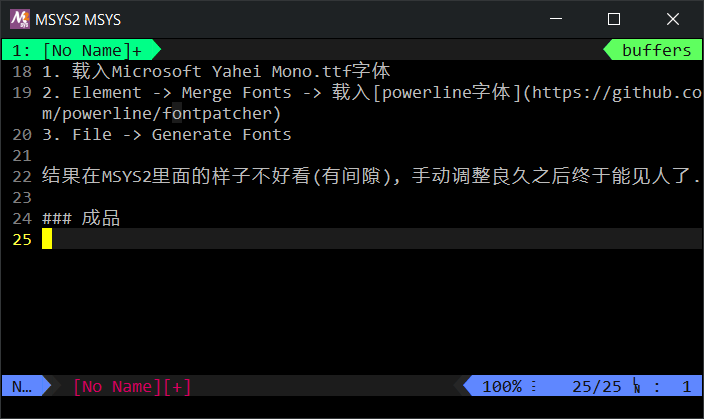 MSYS2 MSYS
1: [No Name]+ buffers
18 1. 载入Microsoft Yahei Mono.ttf字体
19 2. Element -> Merge Fonts -> 载入[powerline字体](https://github.co
m/powerline/fontpatcher)
20 3. File -> Generate Fonts
21
22 结果在MSYS2里面的样子不好看(有间隙), 手动调整良久之后终于能见人了.
23
24 ### 成品
25
N… [No Name][+] 100% ⁝ 25/25 : 1